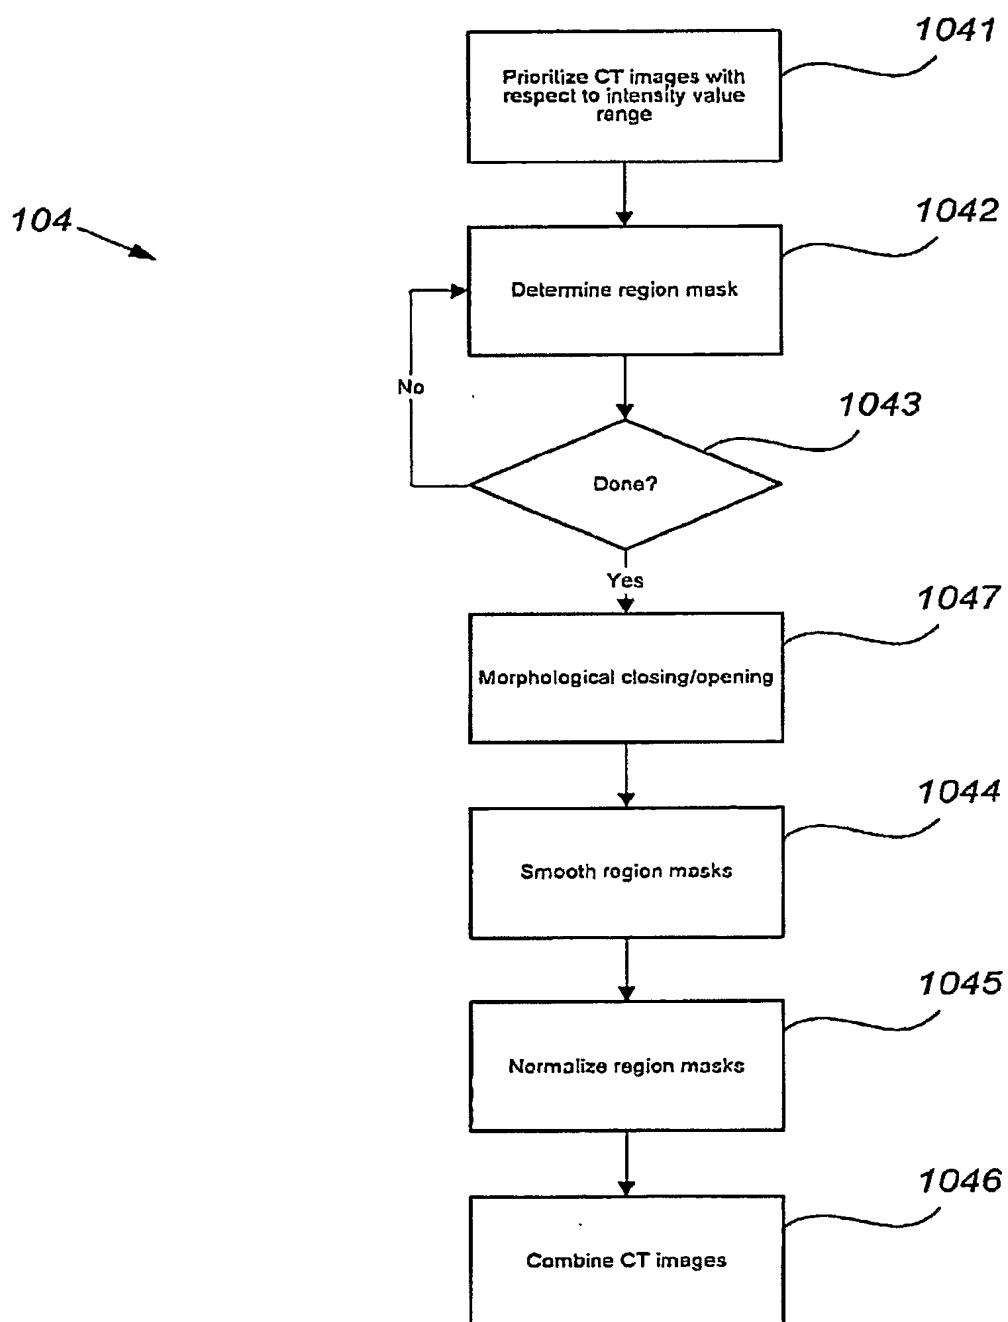 1041
Prioritize CT images with
respect to intensity value
range
104
1042
Determine region mask
No
1043
Done?
Yes
1047
Morphological closing/opening
1044
Smooth region masks
1045
Normalize region masks
1046
Combine CT images